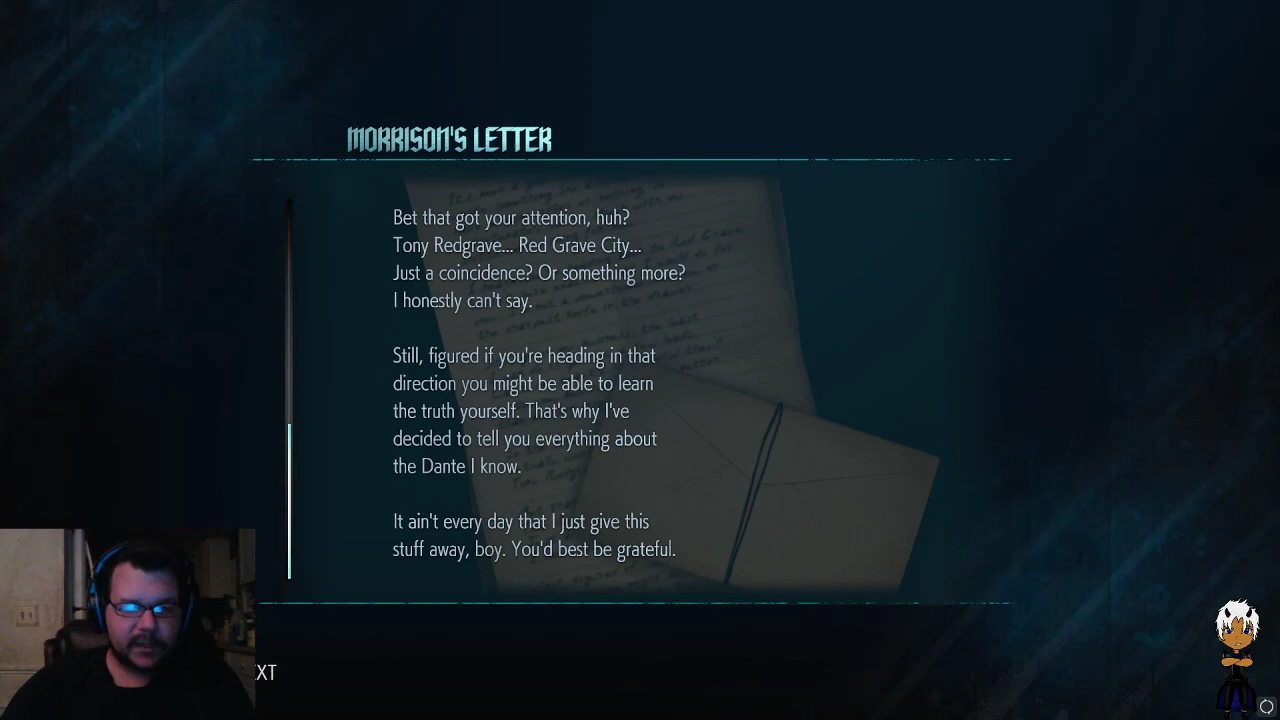 MORRISON'S LETTER
Bet that got your attention, huh?
Tony Redgrave... Red Grave City...
Just a coincidence? Or something more?
I honestly can't say.
Still, figured if you're heading in that
direction you might be able to learn
the truth yourself. That's why I've
decided to tell you everything about
the Dante I know.
It ain't every day that I just give this
stuff away, boy. You'd best be grateful.
EXT